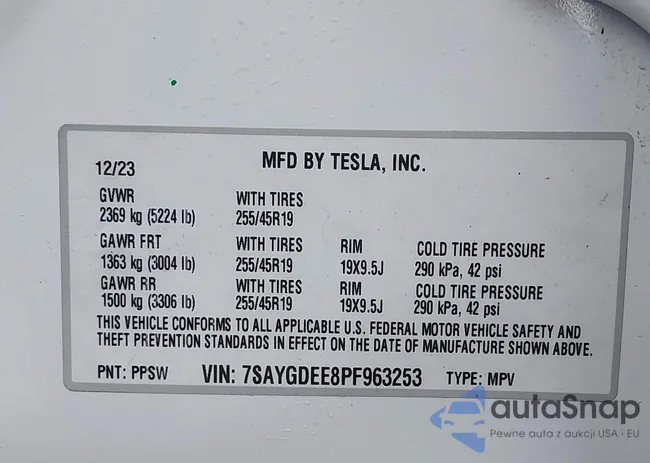 12/23 MFD BY TESLA, INC.
GVWR WITH TIRES
2369 kg (5224 lb) 255/45R19
GAWR FRT WITH TIRES RIM COLD TIRE PRESSURE
1363 kg (3004 lb) 255/45R19 19X9.5J 290 kPa, 42 psi
GAWR RR WITH TIRES RIM COLD TIRE PRESSURE
1500 kg (3306 lb) 255/45R19 19X9.5J 290 kPa, 42 psi
THIS VEHICLE CONFORMS TO ALL APPLICABLE U.S. FEDERAL MOTOR VEHICLE SAFETY AND
THEFT PREVENTION STANDARDS IN EFFECT ON THE DATE OF MANUFACTURE SHOWN ABOVE.
PNT: PPSW VIN: 7SAYGDEE8PF963253 TYPE: MPV
autaSnap
Pewne auta z aukcji USA i EU